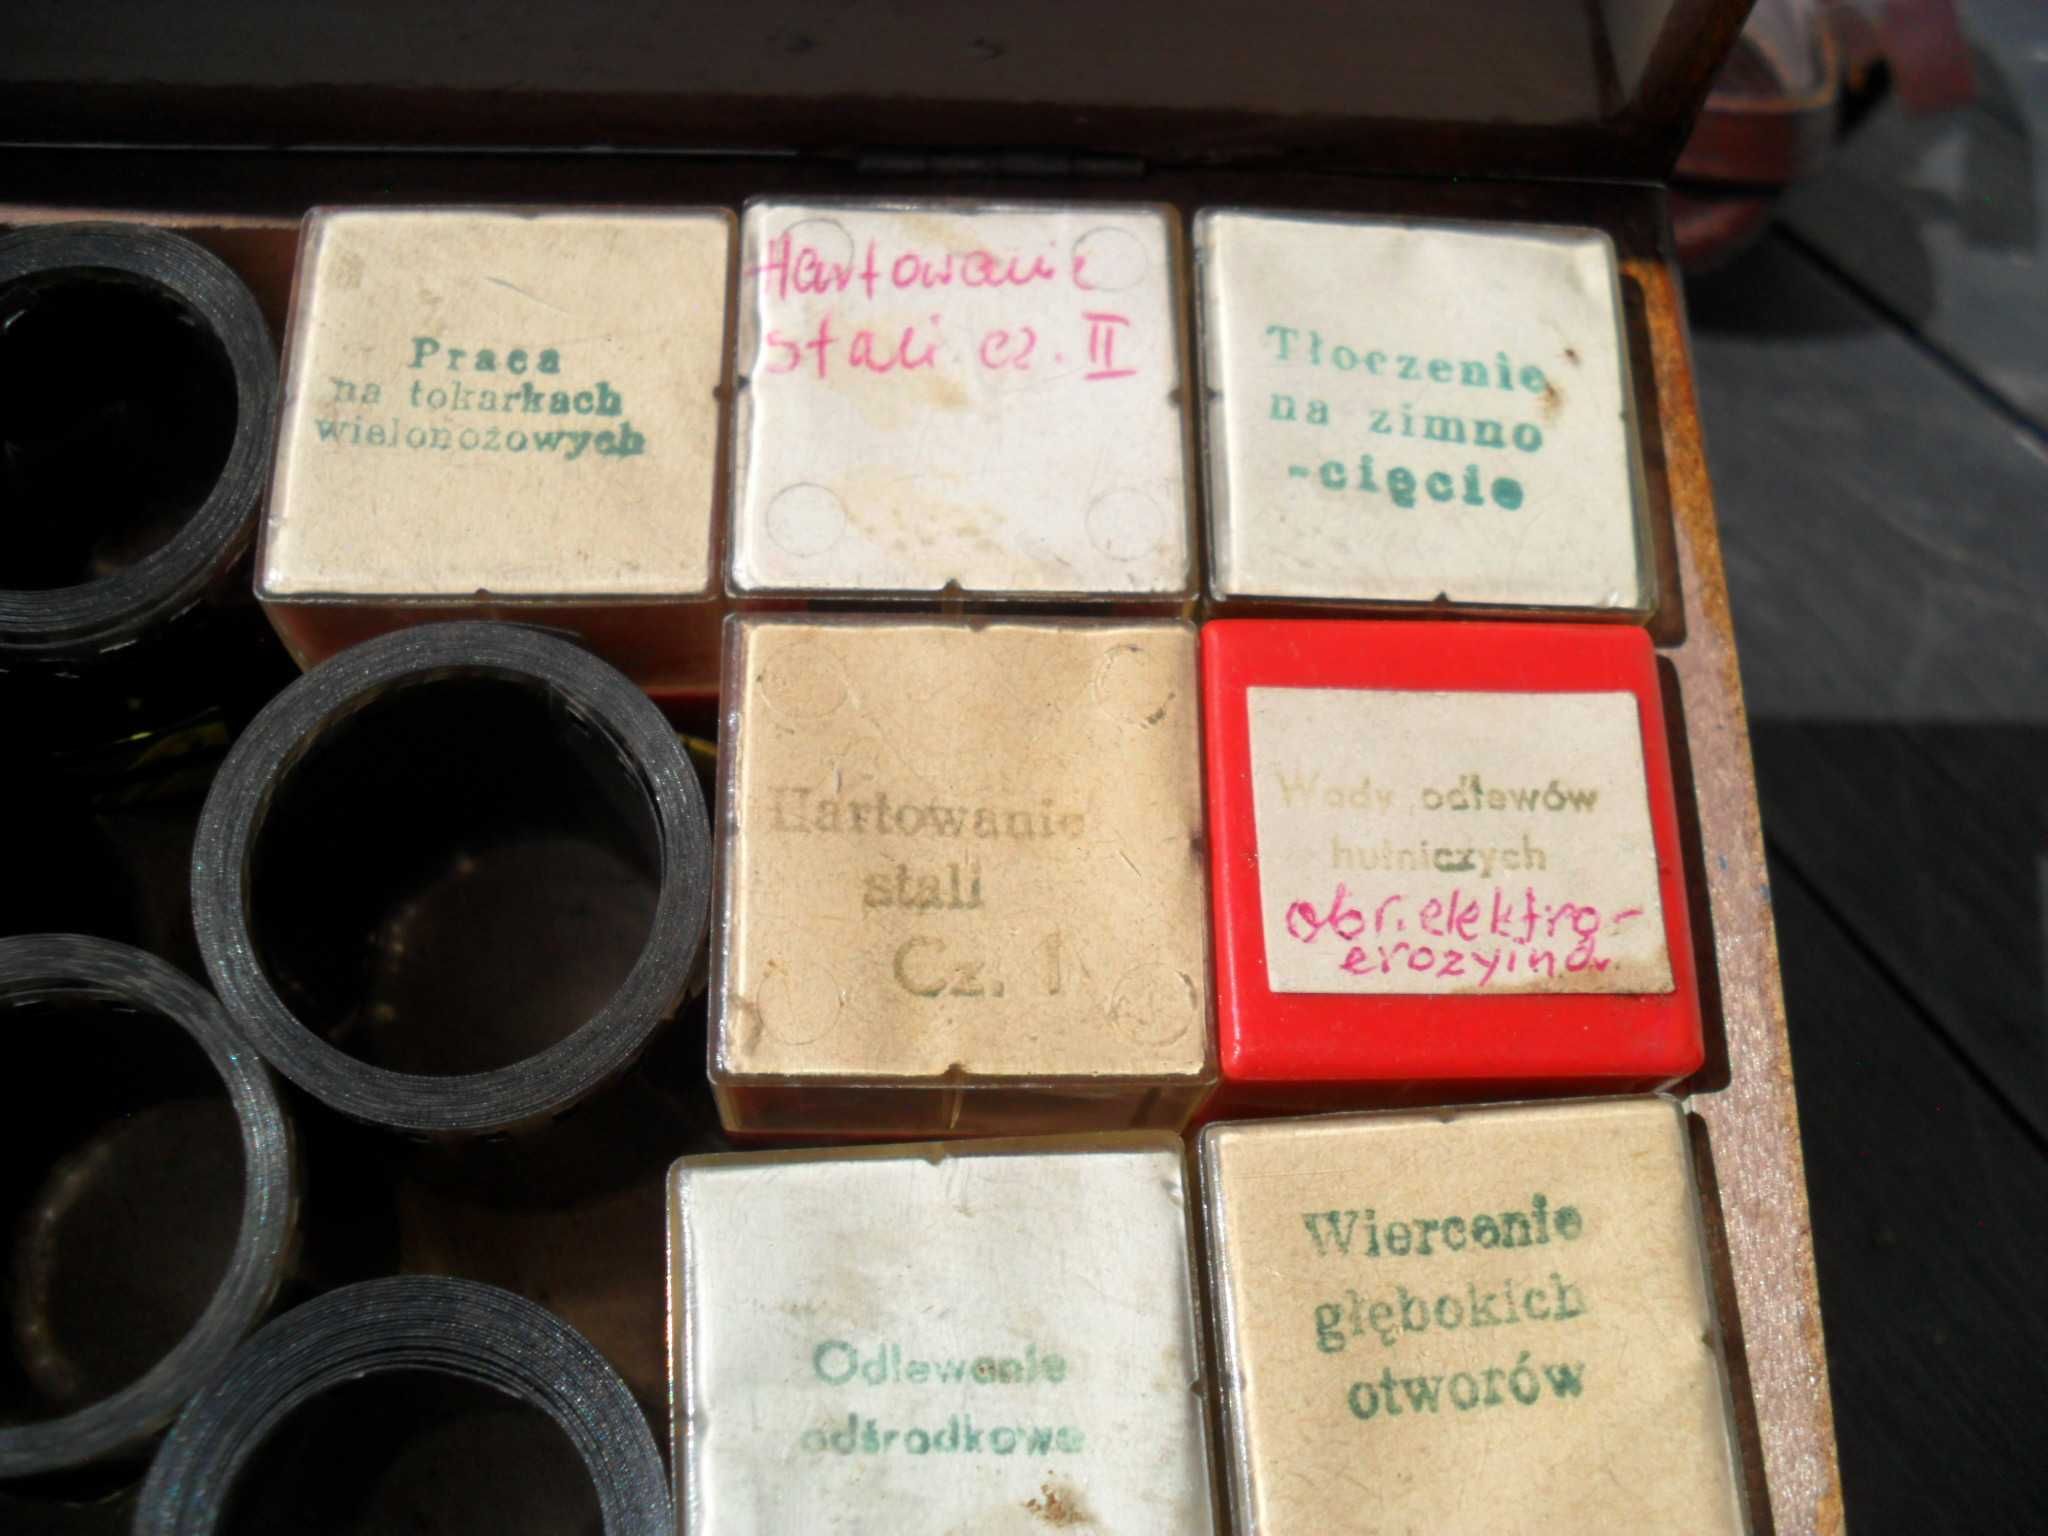 Praca
na tokarkach
wielonożowych
Hartowanie
stali cz. II
Tłoczenie
na zimno
-cięcie
Hartowanie
stali
Cz. 1
Wady odlewów
hutniczych
obr. elektro-
erozyjna
Odlewanie
odśrodkowe
Wiercenie
głębokich
otworów